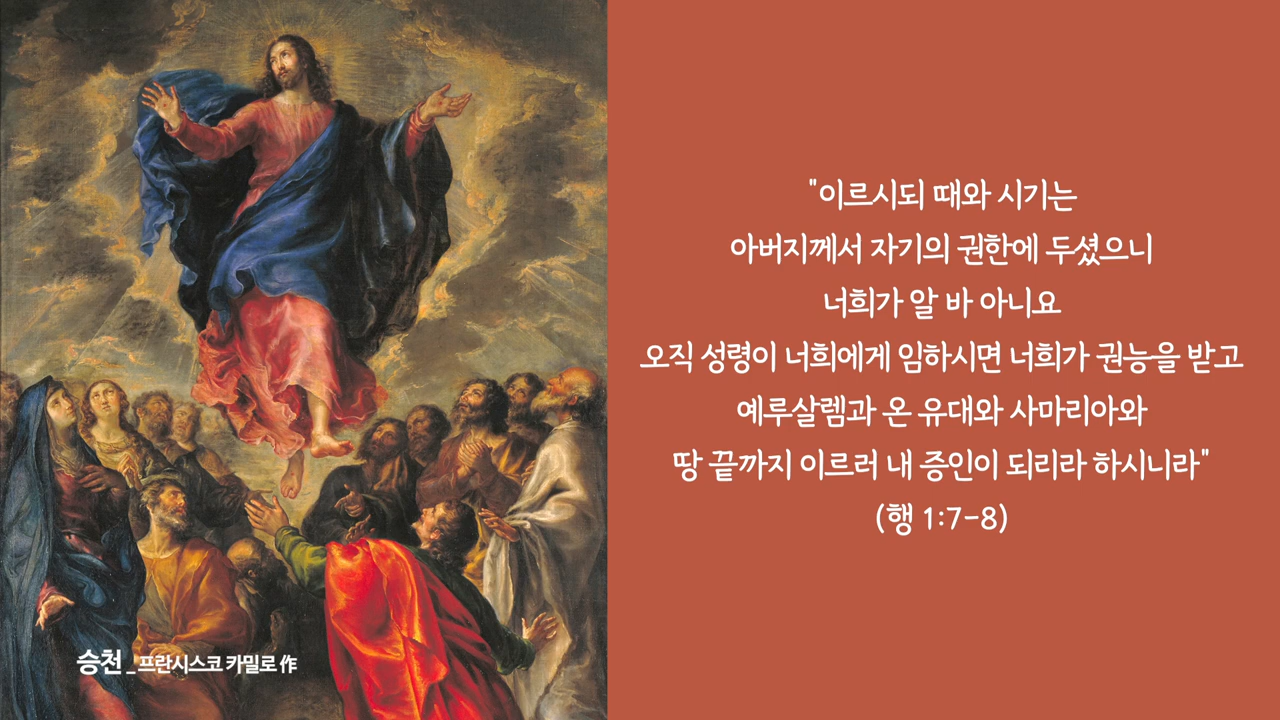 승천 _ 프란시스코 카밀로 作
"이르시되 때와 시기는
아버지께서 자기의 권한에 두셨으니
너희가 알 바 아니요
오직 성령이 너희에게 임하시면 너희가 권능을 받고
예루살렘과 온 유대와 사마리아와
땅 끝까지 이르러 내 증인이 되리라 하시니라"
(행 1:7-8)